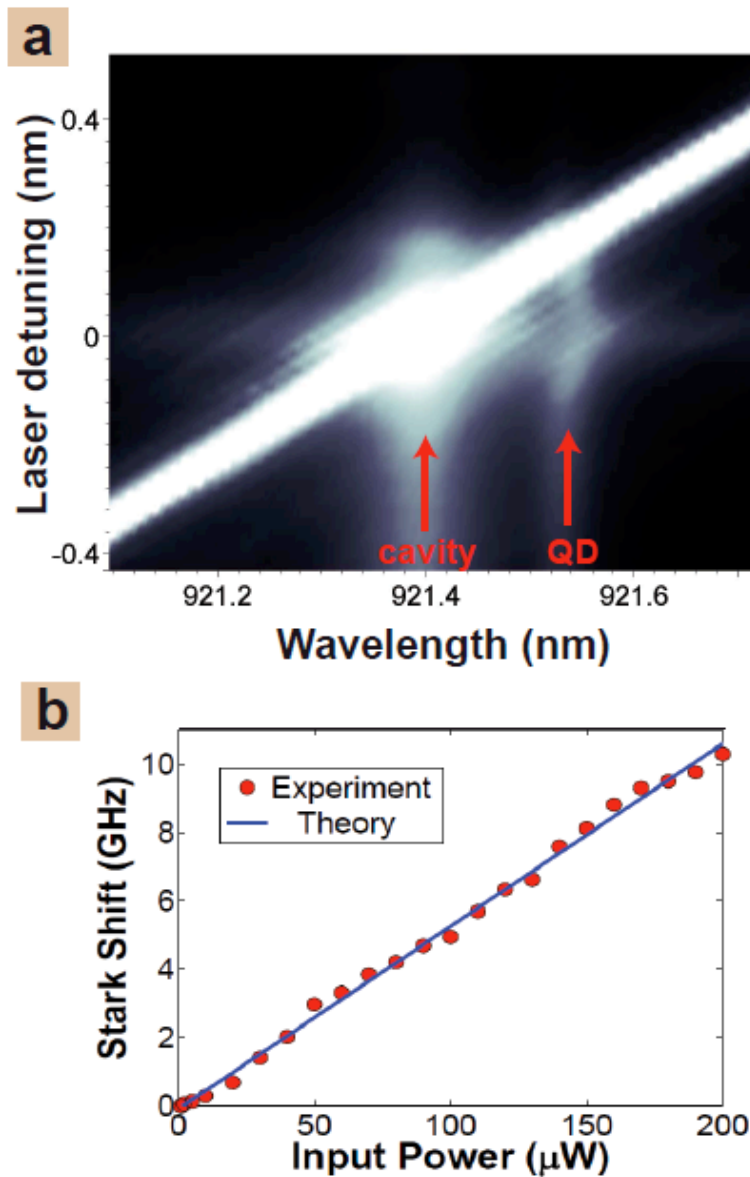 a
Laser detuning (nm)
0.4
0
-0.4
cavity
QD
921.2
921.4
921.6
Wavelength (nm)
b
Stark Shift (GHz)
10
8
6
4
2
0
Experiment
Theory
0
50
100
150
200
Input Power (μW)